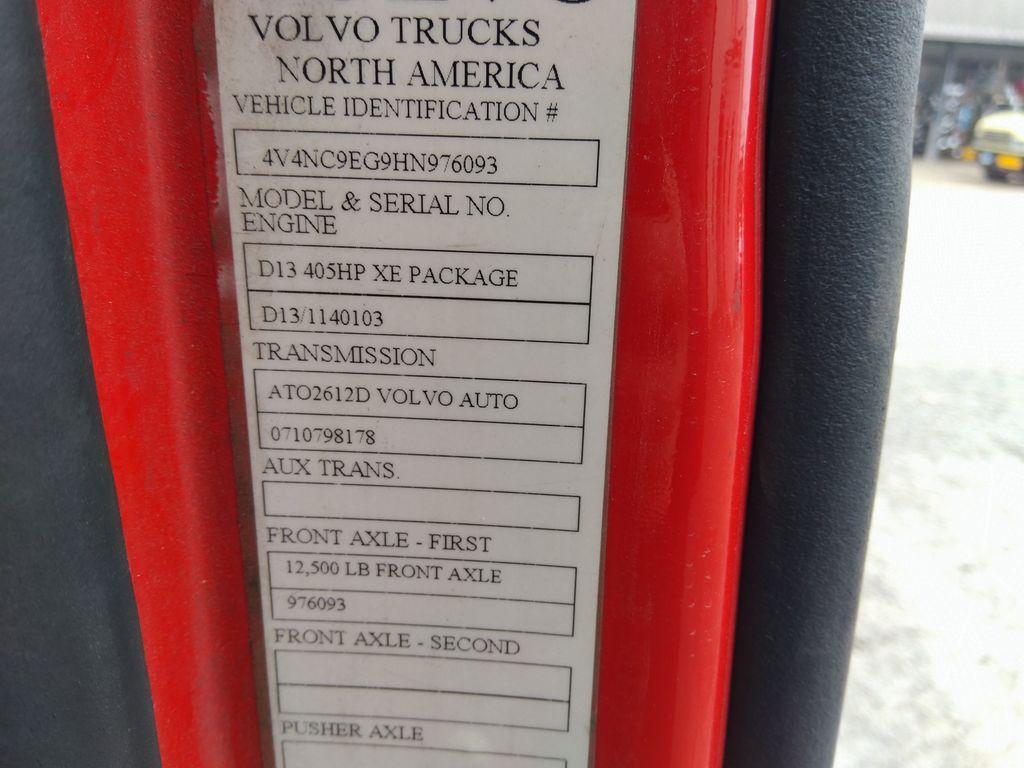 VOLVO TRUCKS
NORTH AMERICA
VEHICLE IDENTIFICATION #
4V4NC9EG9HN976093
MODEL & SERIAL NO.
ENGINE
D13 405HP XE PACKAGE
D13/1140103
TRANSMISSION
ATO2612D VOLVO AUTO
0710798178
AUX TRANS.
FRONT AXLE - FIRST
12,500 LB FRONT AXLE
976093
FRONT AXLE - SECOND
PUSHER AXLE